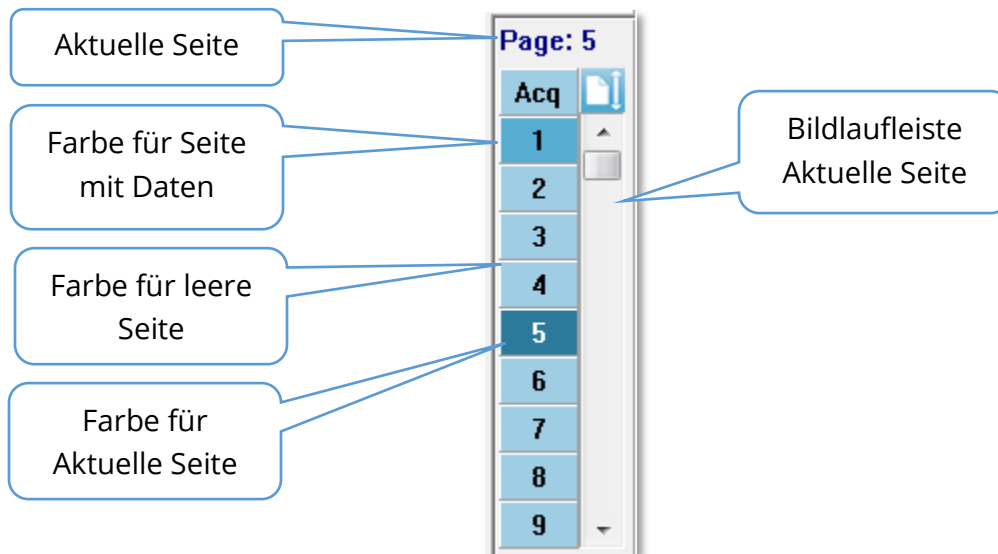 Aktuelle Seite
Page: 5
Acq
Farbe für Seite
mit Daten
1
2
3
4
5
6
7
8
9
Bildlaufleiste
Aktuelle Seite
Farbe für leere
Seite
Farbe für
Aktuelle Seite